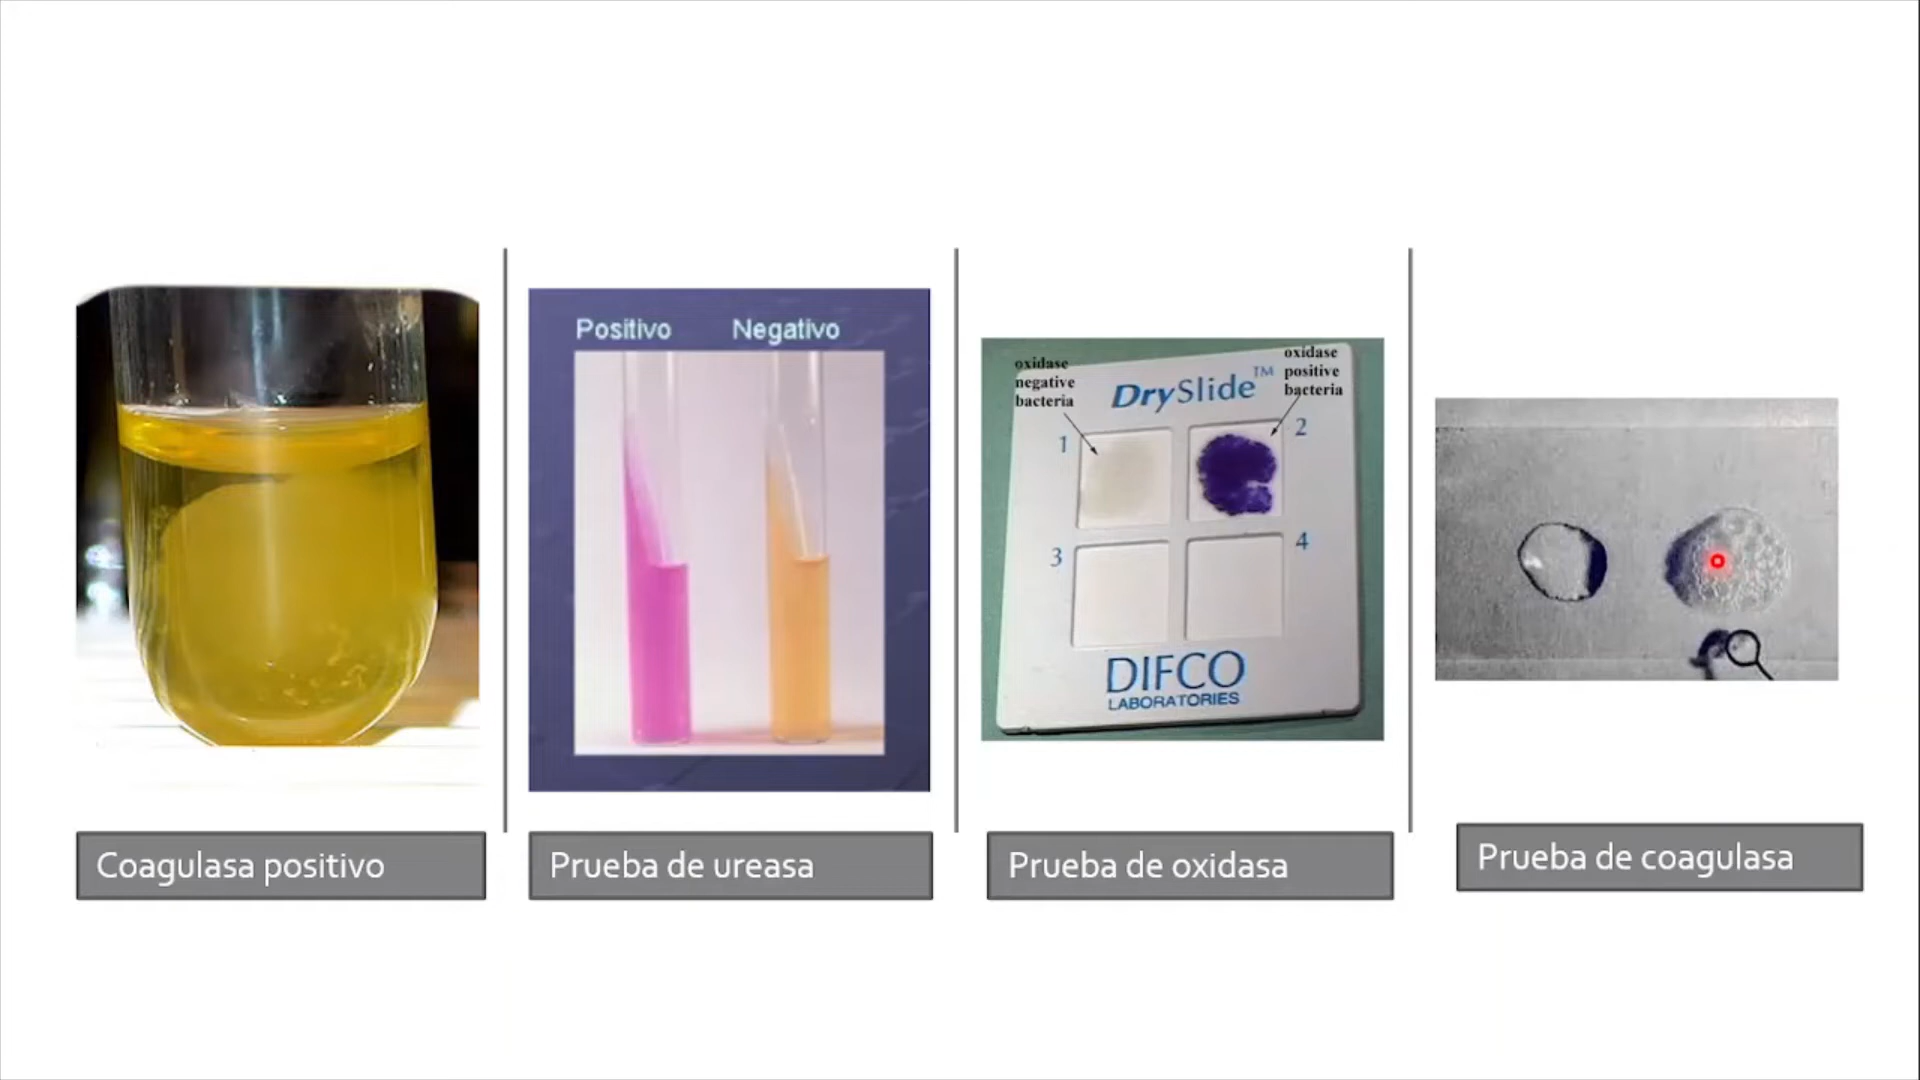 Positivo Negativo
oxidase
negative
bacteria
DrySlide™
oxidase
positive
bacteria
1
2
3
4
DIFCO
LABORATORIES
Coagulasa positivo
Prueba de ureasa
Prueba de oxidasa
Prueba de coagulasa